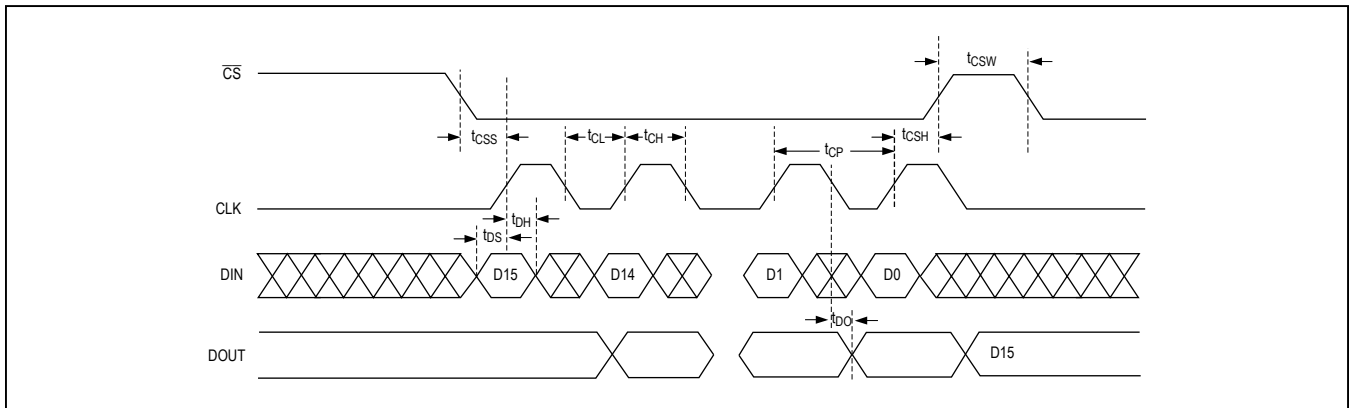 CS
tCSW
tCSS
tCL
tCH
tCP
tCSH
CLK
tDH
tDS
DIN
D15
D14
D1
D0
tDO
DOUT
D15